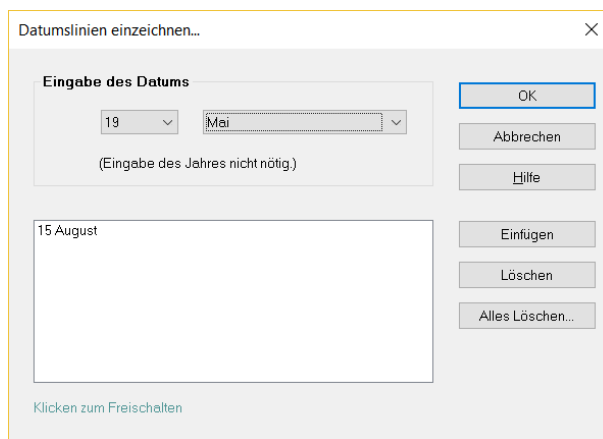 Datumslinien einzeichnen...
Eingabe des Datums
19 Mai
(Eingabe des Jahres nicht nötig.)
OK
Abbrechen
Hilfe
15 August
Einfügen
Löschen
Alles Löschen...
Klicken zum Freischalten